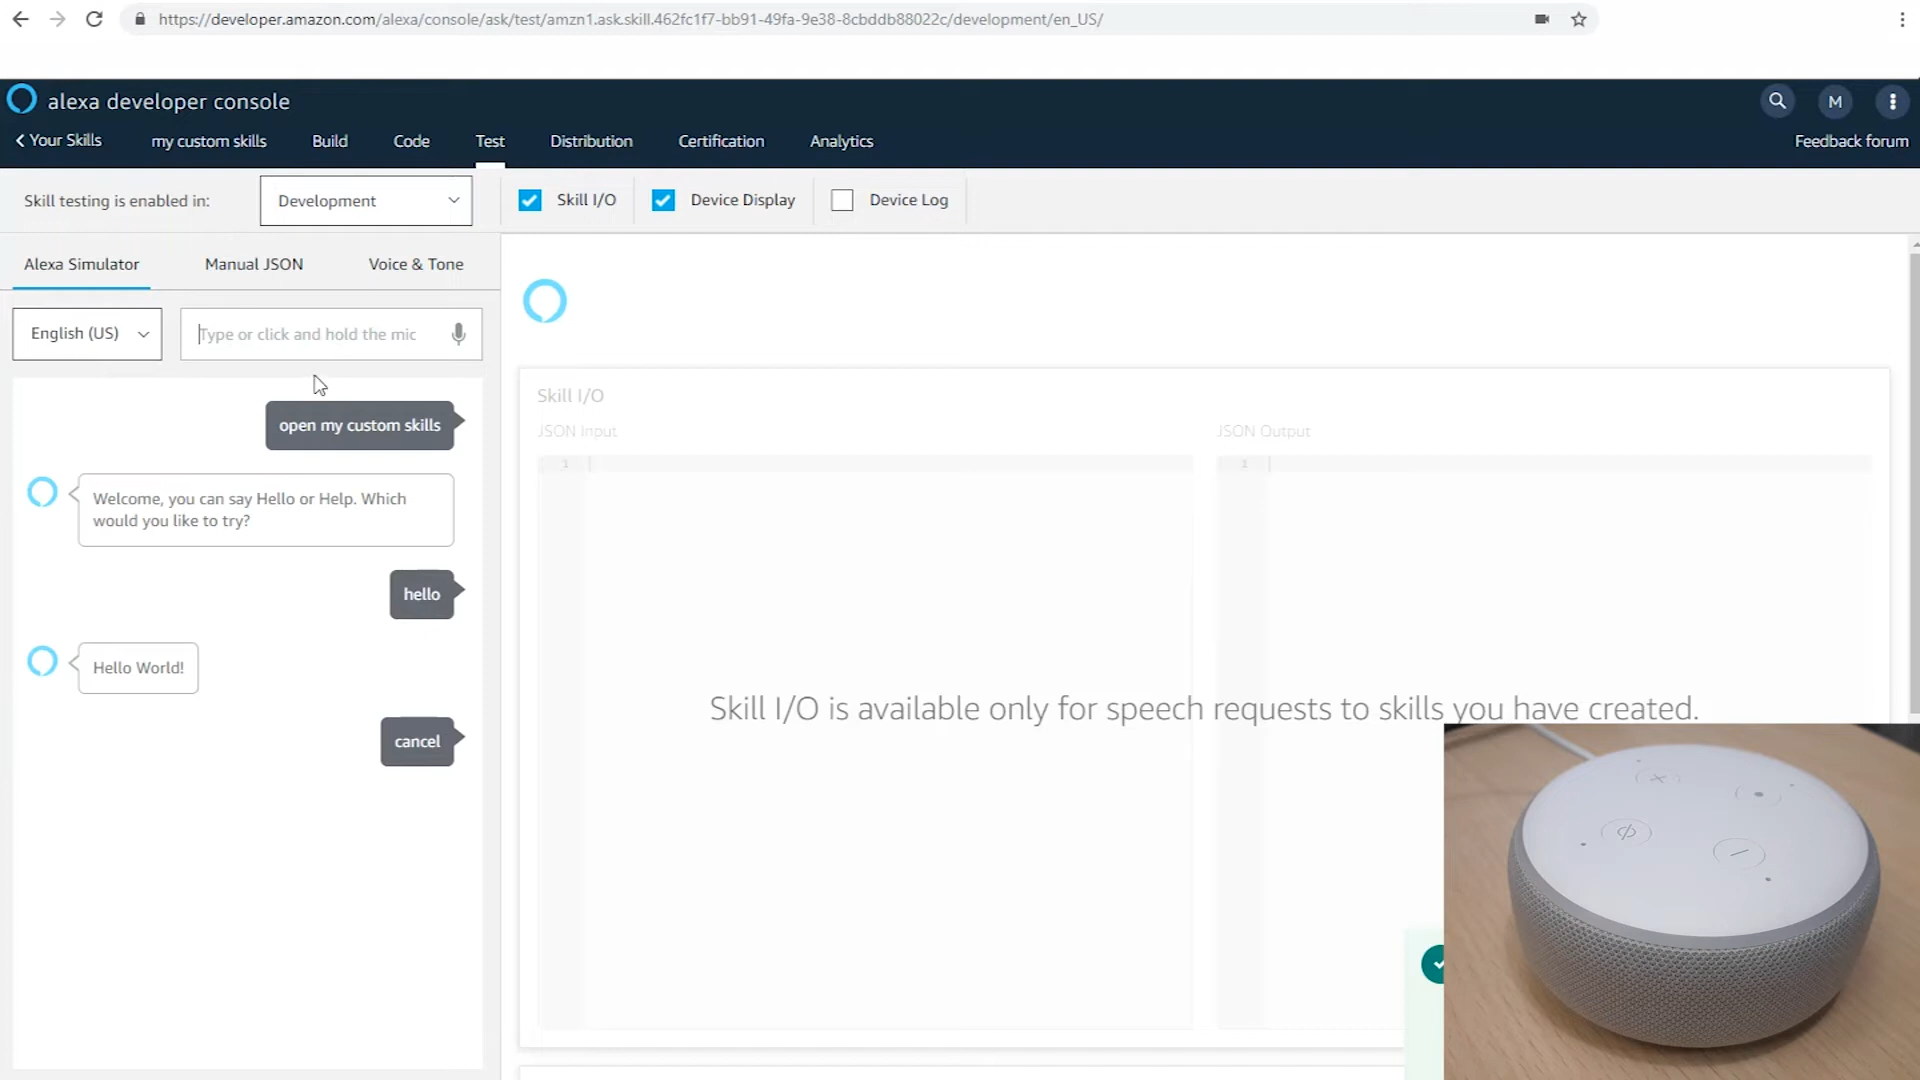 https://developer.amazon.com/alexa/console/ask/test/amzn1.ask.skill.462fc1f7-bb91-49fa-9e38-8cbddb88022c/development/en_US/
alexa developer console
M
Your Skills
my custom skills
Build
Code
Test
Distribution
Certification
Analytics
Feedback forum
Skill testing is enabled in:
Development
Skill I/O
Device Display
Device Log
Alexa Simulator
Manual JSON
Voice & Tone
English (US)
Type or click and hold the mic
open my custom skills
Welcome, you can say Hello or Help. Which
would you like to try?
hello
Hello World!
cancel
Skill I/O
JSON Input
JSON Output
1
1
Skill I/O is available only for speech requests to skills you have created.